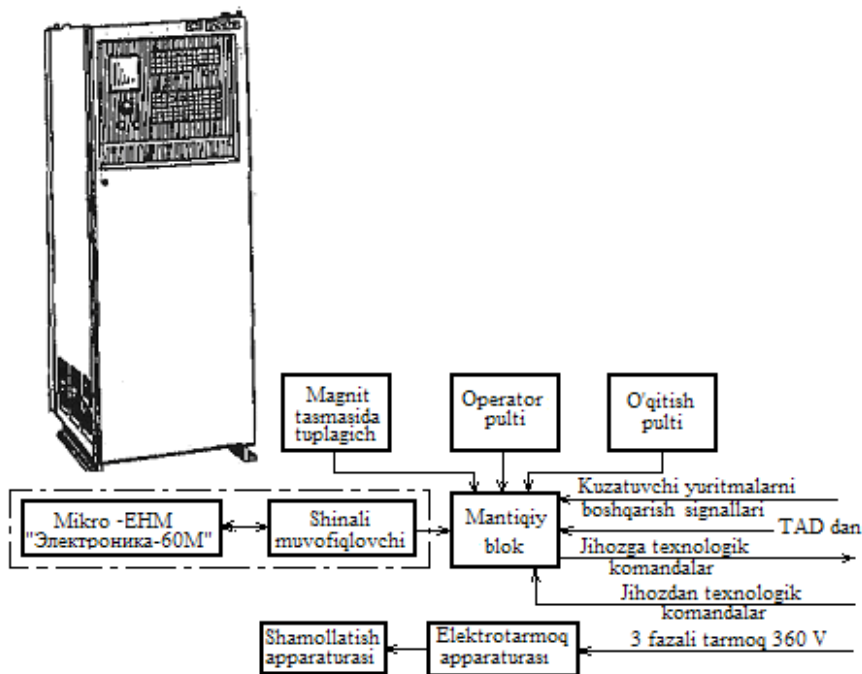 Magnit
tasmasida
tuplagich
Operator
pulti
O'qitish
pulti
Mikro -EHM
"Электроника-60М"
Shinali
muvofiqlovchi
Mantiqiy
blok
Kuzatuvchi yuritmalarni
boshqarish signallari
TAD dan
Jihozga texnologik
komandalar
Jihozdan texnologik
komandalar
Shamollatish
apparaturasi
Elektrotarmoq
apparaturasi
3 fazali tarmoq 360 V